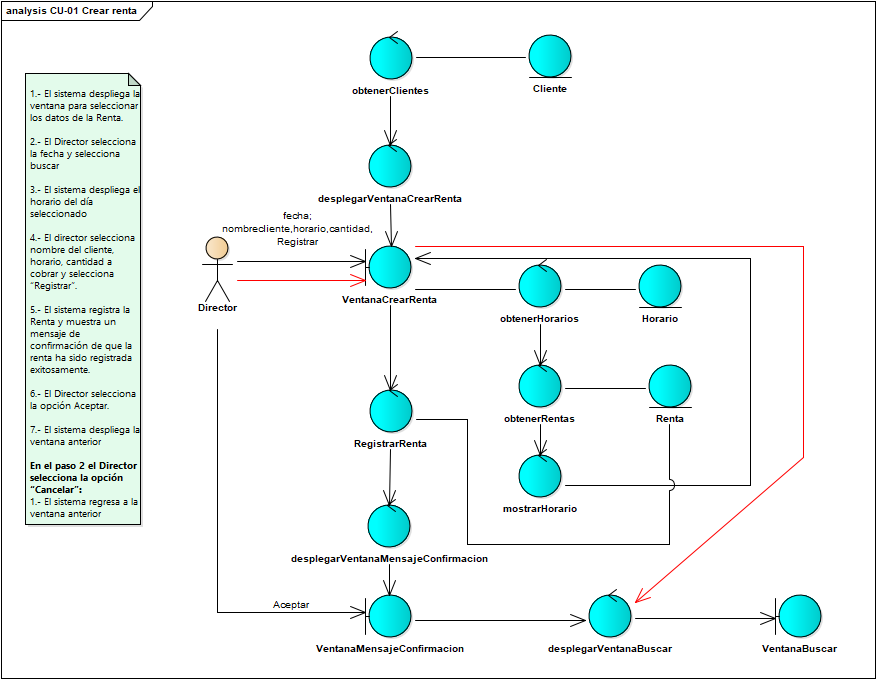 analysis CU-01 Crear renta
obtenerClientes
Cliente
1.- El sistema despliega la
ventana para seleccionar
los datos de la Renta.
2.- El Director selecciona
la fecha y selecciona
buscar
3.- El sistema despliega el
horario del día
seleccionado
4.- El director selecciona
nombre del cliente,
horario, cantidad a
cobrar y selecciona
“Registrar”.
5.- El sistema registra la
Renta y muestra un
mensaje de
confirmación de que la
renta ha sido registrada
exitosamente.
6.- El Director selecciona
la opción Aceptar.
7.- El sistema despliega la
ventana anterior
En el paso 2 el Director
selecciona la opción
“Cancelar”:
1.- El sistema regresa a la
ventana anterior
desplegarVentanaCrearRenta
fecha;
nombrecliente,horario,cantidad,
Registrar
Director
VentanaCrearRenta
obtenerHorarios
Horario
obtenerRentas
Renta
RegistrarRenta
mostrarHorario
desplegarVentanaMensajeConfirmacion
Aceptar
VentanaMensajeConfirmacion
desplegarVentanaBuscar
VentanaBuscar